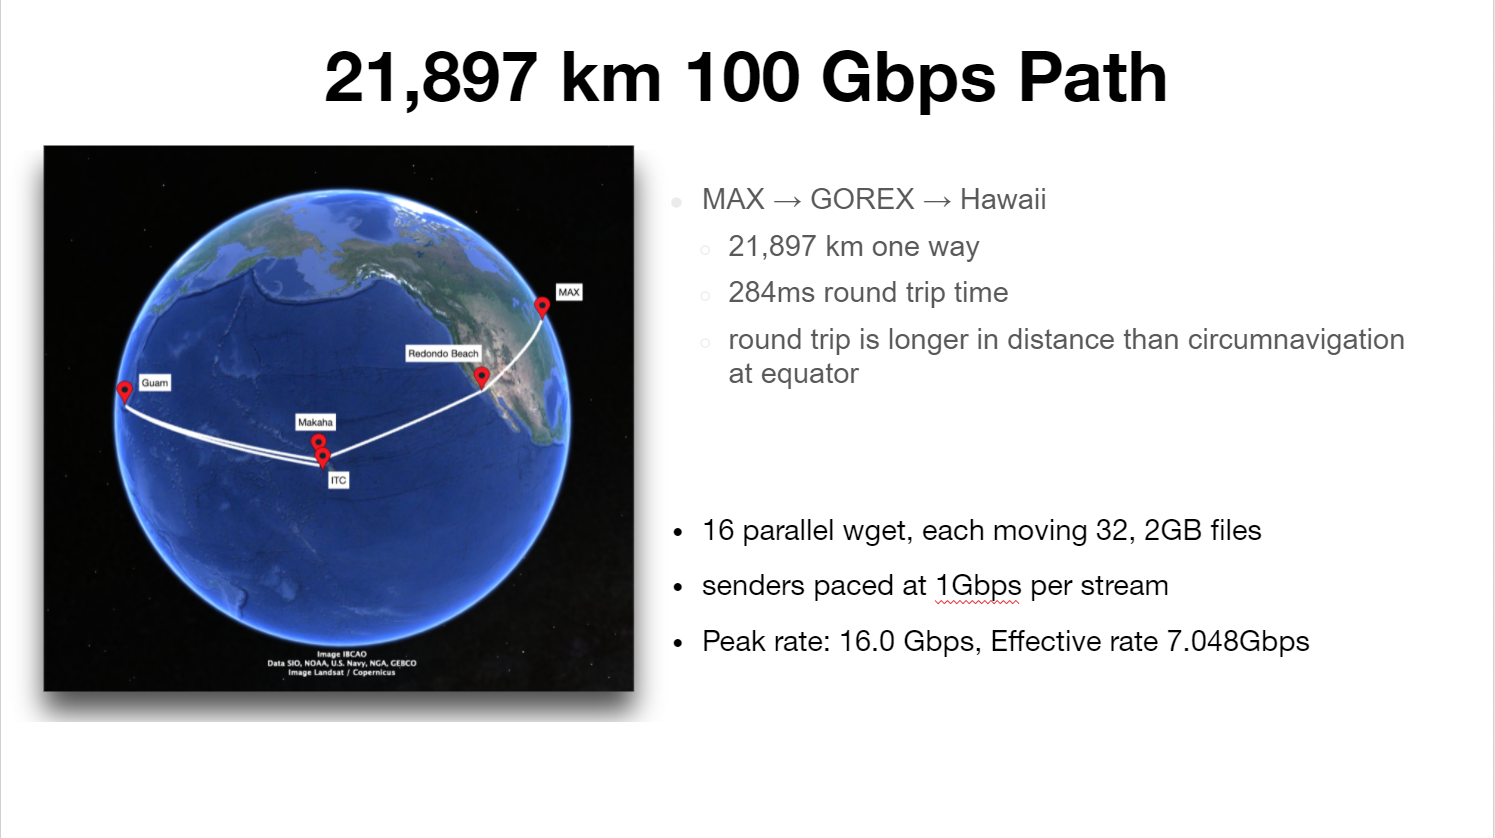 21,897 km 100 Gbps Path
MAX
Redondo Beach
Guam
Makaha
ITC
Image IBCAO
Data SIO, NOAA, U.S. Navy, NGA, GEBCO
Image Landsat / Copernicus
MAX → GOREX → Hawaii
21,897 km one way
284ms round trip time
round trip is longer in distance than circumnavigation
at equator
16 parallel wget, each moving 32, 2GB files
senders paced at 1Gbps per stream
Peak rate: 16.0 Gbps, Effective rate 7.048Gbps